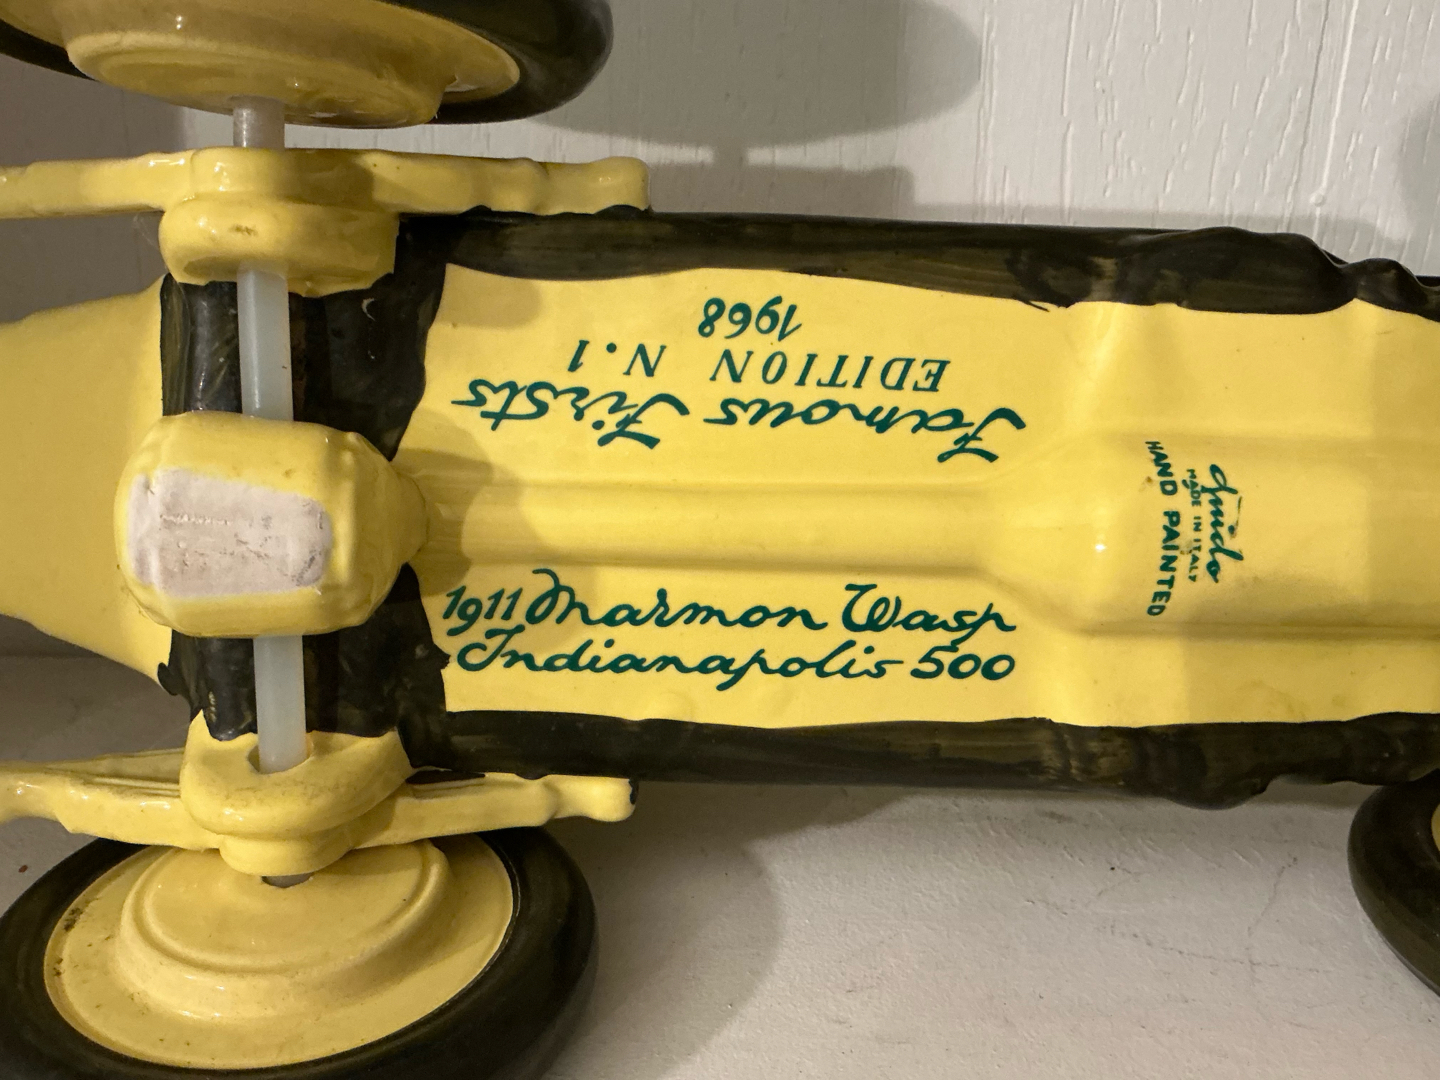 Famous Firsts
EDITION N.1
1968
1911 Marmon Wasp
Indianapolis 500
Guido
MADE IN ITALY
HAND PAINTED